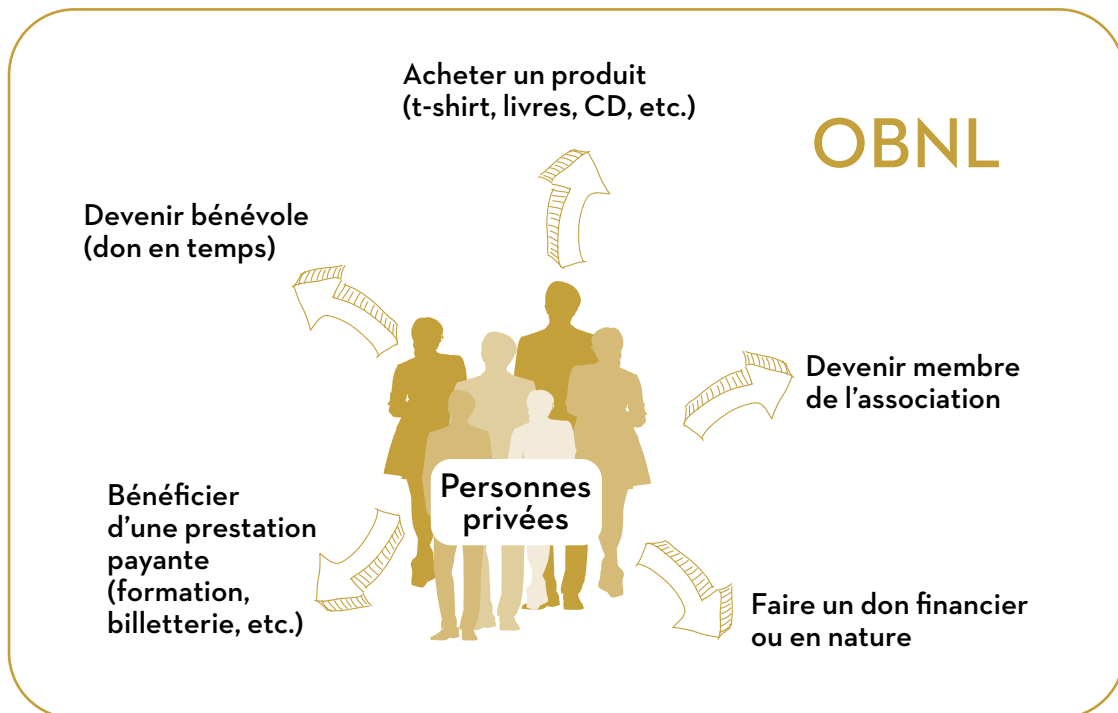 Acheter un produit
(t-shirt, livres, CD, etc.)
OBNL
Devenir bénévole
(don en temps)
Devenir membre
de l'association
Personnes
privées
Bénéficier
d'une prestation
payante
(formation,
billetterie, etc.)
Faire un don financier
ou en nature